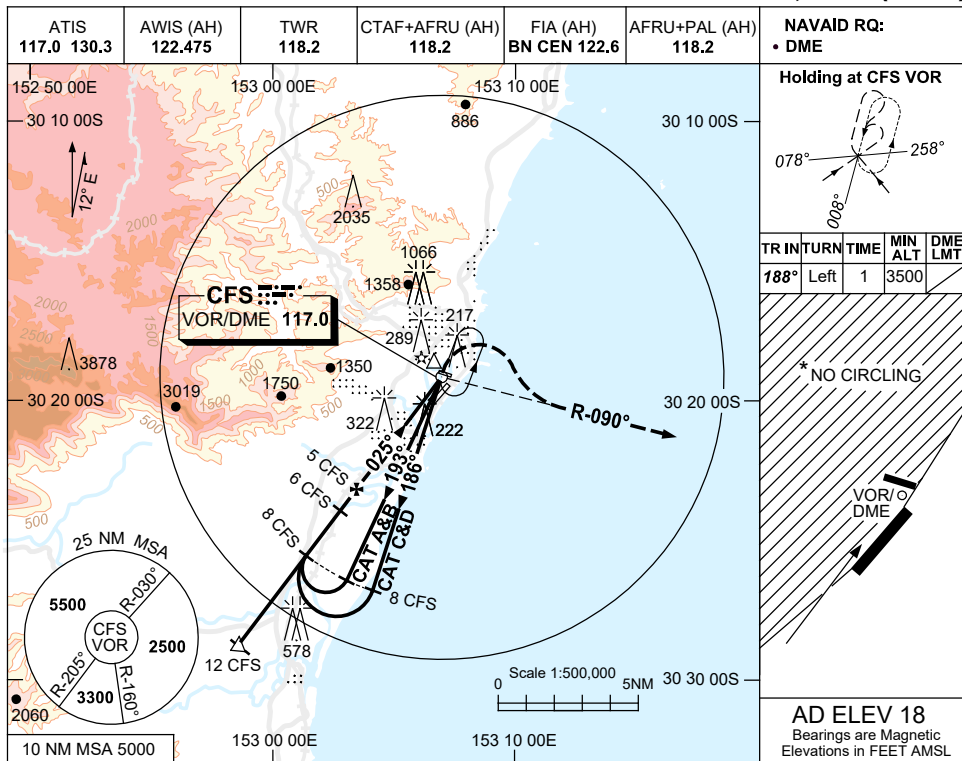 ATIS
117.0 130.3
AWIS (AH)
122.475
TWR
118.2
CTAF+AFRU (AH)
118.2
FIA (AH)
BN CEN 122.6
AFRU+PAL (AH)
118.2
NAVAID RQ:
• DME
152 50 00E
153 00 00E
153 10 00E
30 10 00S
30 10 00S
886
12° E
500
2035
2000
1066
1358
CFS
VOR/DME 117.0
217
289
2000
2500
1500
1000
500
3878
1350
1750
3019
1500
500
30 20 00S
30 20 00S
R-090°
322
222
025°
193°
186°
5 CFS
6 CFS
8 CFS
CAT A&B
CAT C&D
8 CFS
500
578
12 CFS
25 NM MSA
5500
R-030°
CFS
VOR
2500
R-205°
R-160°
3300
2060
Scale 1:500,000
0
5NM
30 30 00S
10 NM MSA 5000
153 00 00E
153 10 00E
Holding at CFS VOR
078°
258°
008°
TR IN TURN TIME MIN ALT DME LMT
188° Left 1 3500
* NO CIRCLING
VOR/
DME
AD ELEV 18
Bearings are Magnetic
Elevations in FEET AMSL